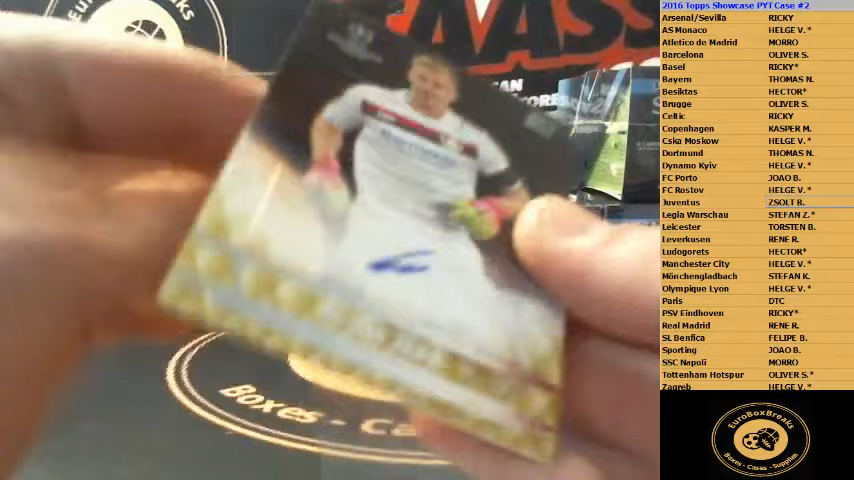 2016 Topps Showcase PYT Case #2
Arsenal/Sevilla RICKY
AS Monaco HELGE V. *
Atletico de Madrid MORRO
Barcelona OLIVER S.
Basel RICKY*
Bayern THOMAS N.
Besiktas HECTOR*
Brugge OLIVER S.
Celtic RICKY
Copenhagen KASPER M.
Cska Moskow HELGE V. *
Dortmund THOMAS N.
Dynamo Kyiv HELGE V. *
FC Porto JOAO B.
FC Rostov HELGE V. *
Juventus ZSOLT B.
Legia Warschau STEFAN Z.*
Leicester TORSTEN B.
Leverkusen RENE R.
Ludogorets HECTOR*
Manchester City HELGE V. *
Mönchengladbach STEFAN K.
Olympique Lyon HELGE V. *
Paris DTC
PSV Eindhoven RICKY*
Real Madrid RENE R.
SL Benfica FELIPE B.
Sporting JOAO B.
SSC Napoli MORRO
Tottenham Hotspur OLIVER S.*
Zagreb HELGE V. *
EuroBoxBreaks
Boxes - Cases - Supplies
Boxes - Ca